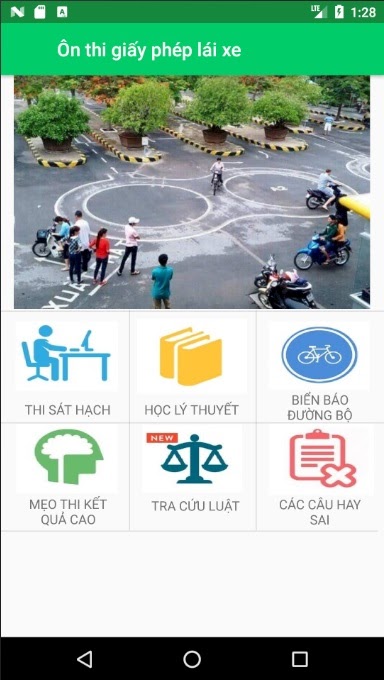 LTE 1:28
Ôn thi giấy phép lái xe
THI SÁT HẠCH
HỌC LÝ THUYẾT
BIỂN BÁO
ĐƯỜNG BỘ
NEW
MẸO THI KẾT
QUẢ CAO
TRA CỨU LUẬT
CÁC CÂU HAY
SAI